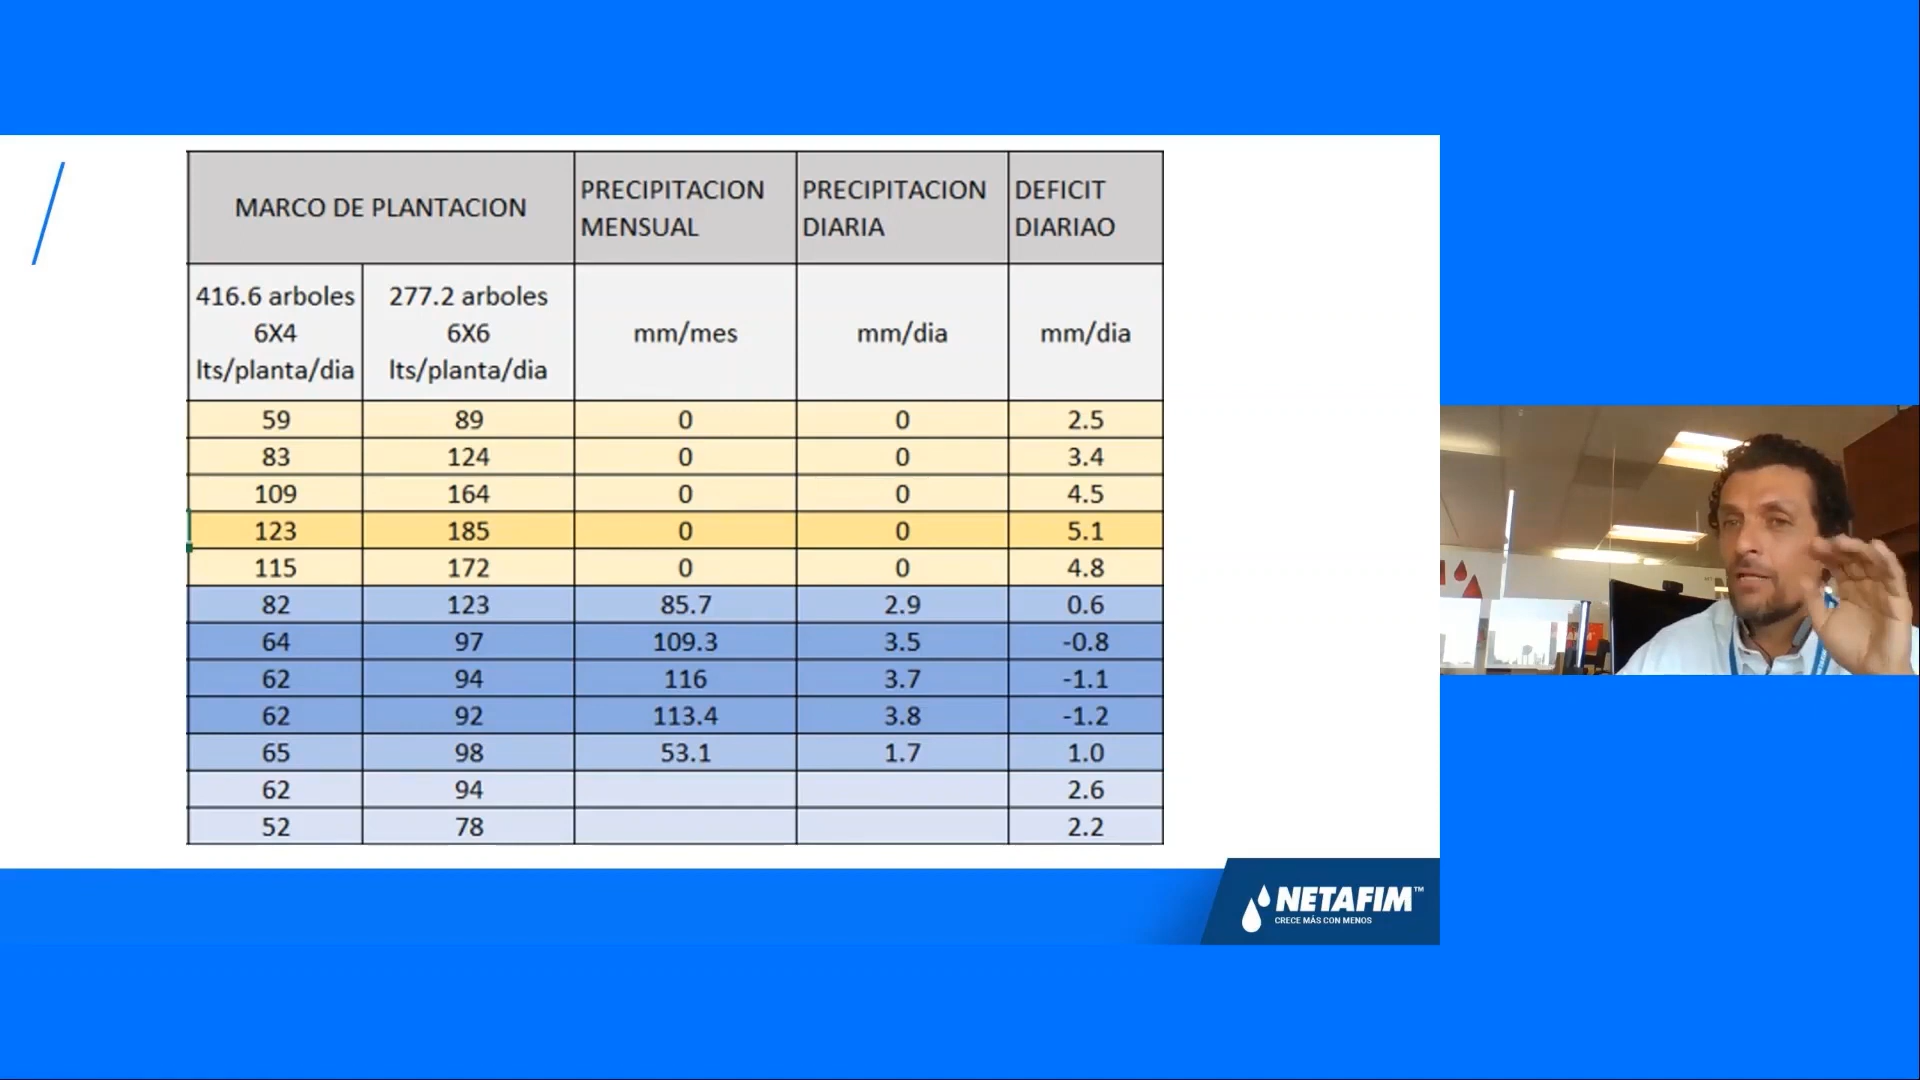 MARCO DE PLANTACION
PRECIPITACION
MENSUAL
PRECIPITACION
DIARIA
DEFICIT
DIARIAO
416.6 arboles
6X4
lts/planta/dia
277.2 arboles
6X6
lts/planta/dia
mm/mes
mm/dia
mm/dia
59 89 0 0 2.5
83 124 0 0 3.4
109 164 0 0 4.5
123 185 0 0 5.1
115 172 0 0 4.8
82 123 85.7 2.9 0.6
64 97 109.3 3.5 -0.8
62 94 116 3.7 -1.1
62 92 113.4 3.8 -1.2
65 98 53.1 1.7 1.0
62 94 2.6
52 78 2.2
NETAFIM™
CRECE MÁS CON MENOS